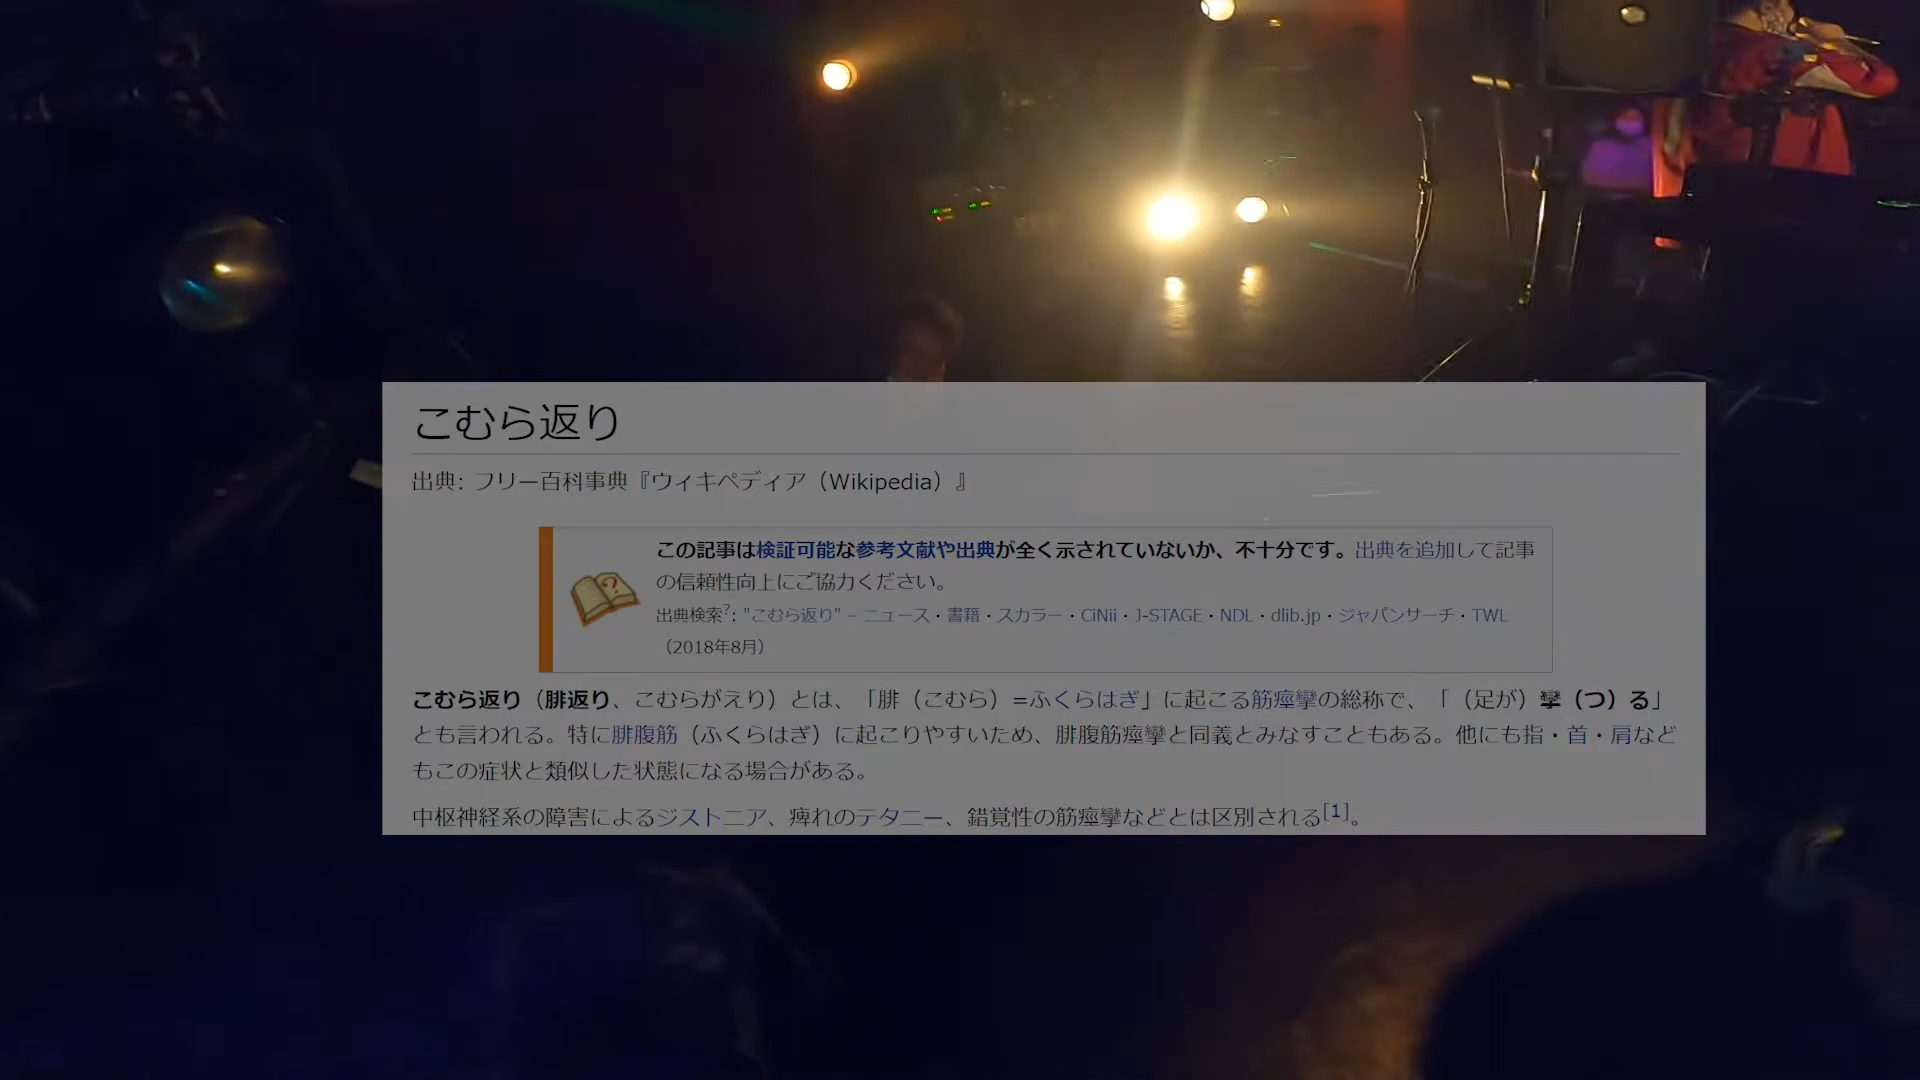 こむら返り
出典: フリー百科事典『ウィキペディア（Wikipedia）』
この記事は検証可能な参考文献や出典が全く示されていないか、不十分です。出典を追加して記事
の信頼性向上にご協力ください。
出典検索?: "こむら返り" – ニュース・書籍・スカラー・CiNii・J-STAGE・NDL・dlib.jp・ジャパンサーチ・TWL
（2018年8月）
こむら返り（腓返り、こむらがえり）とは、「腓（こむら）=ふくらはぎ」に起こる筋痙攣の総称で、「（足が）攣（つ）る」
とも言われる。特に腓腹筋（ふくらはぎ）に起こりやすいため、腓腹筋痙攣と同義とみなすこともある。他にも指・首・肩など
もこの症状と類似した状態になる場合がある。
中枢神経系の障害によるジストニア、痺れのテタニー、錯覚性の筋痙攣などとは区別される[1]。